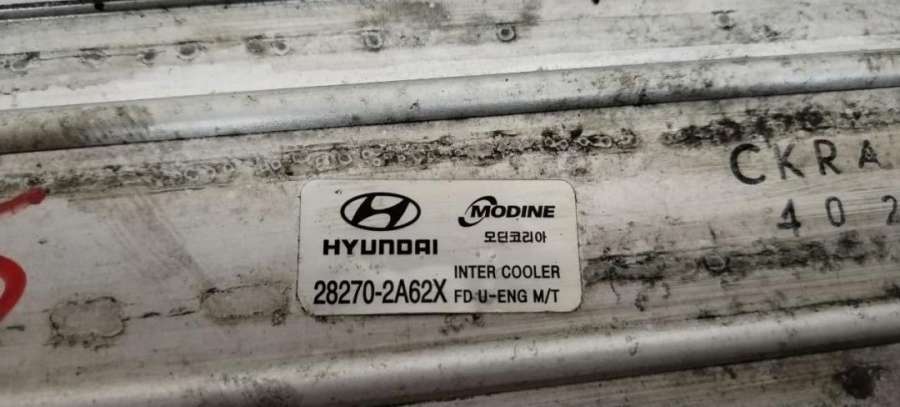 CKRA
402
HYUNDAI
MODINE
모딘코리아
28270-2A62X
INTER COOLER
FD U-ENG M/T